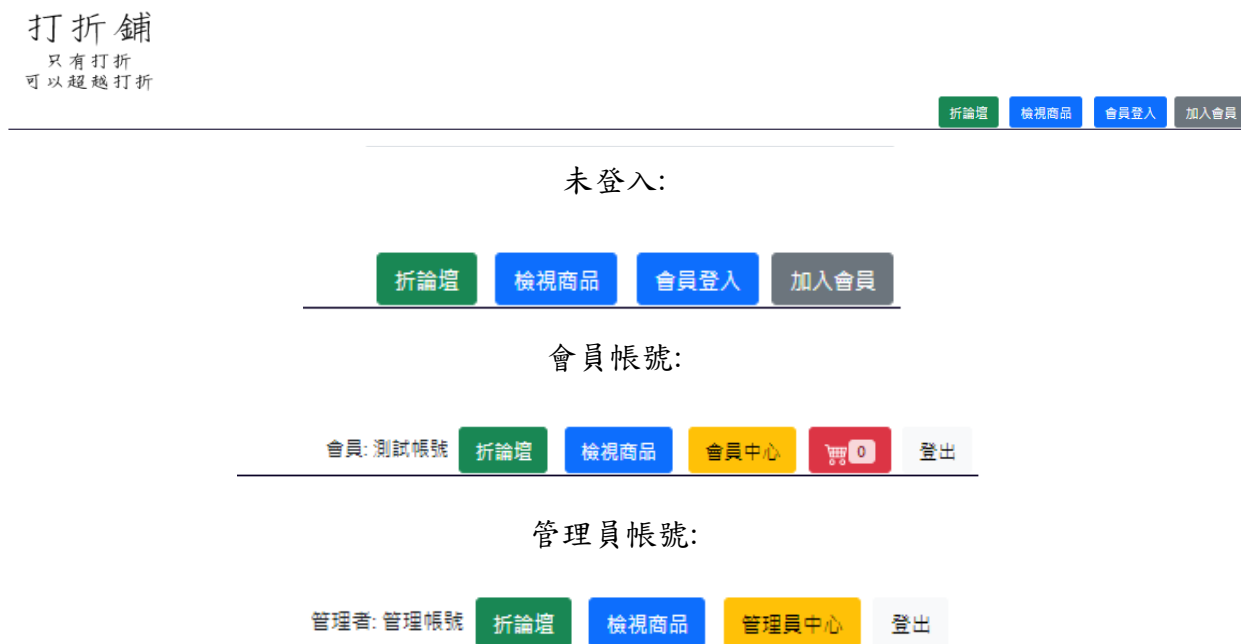 打折鋪
只有打折
可以超越打折
折論壇 檢視商品 會員登入 加入會員
未登入:
折論壇 檢視商品 會員登入 加入會員
會員帳號:
會員: 測試帳號 折論壇 檢視商品 會員中心 0 登出
管理員帳號:
管理者: 管理帳號 折論壇 檢視商品 管理員中心 登出